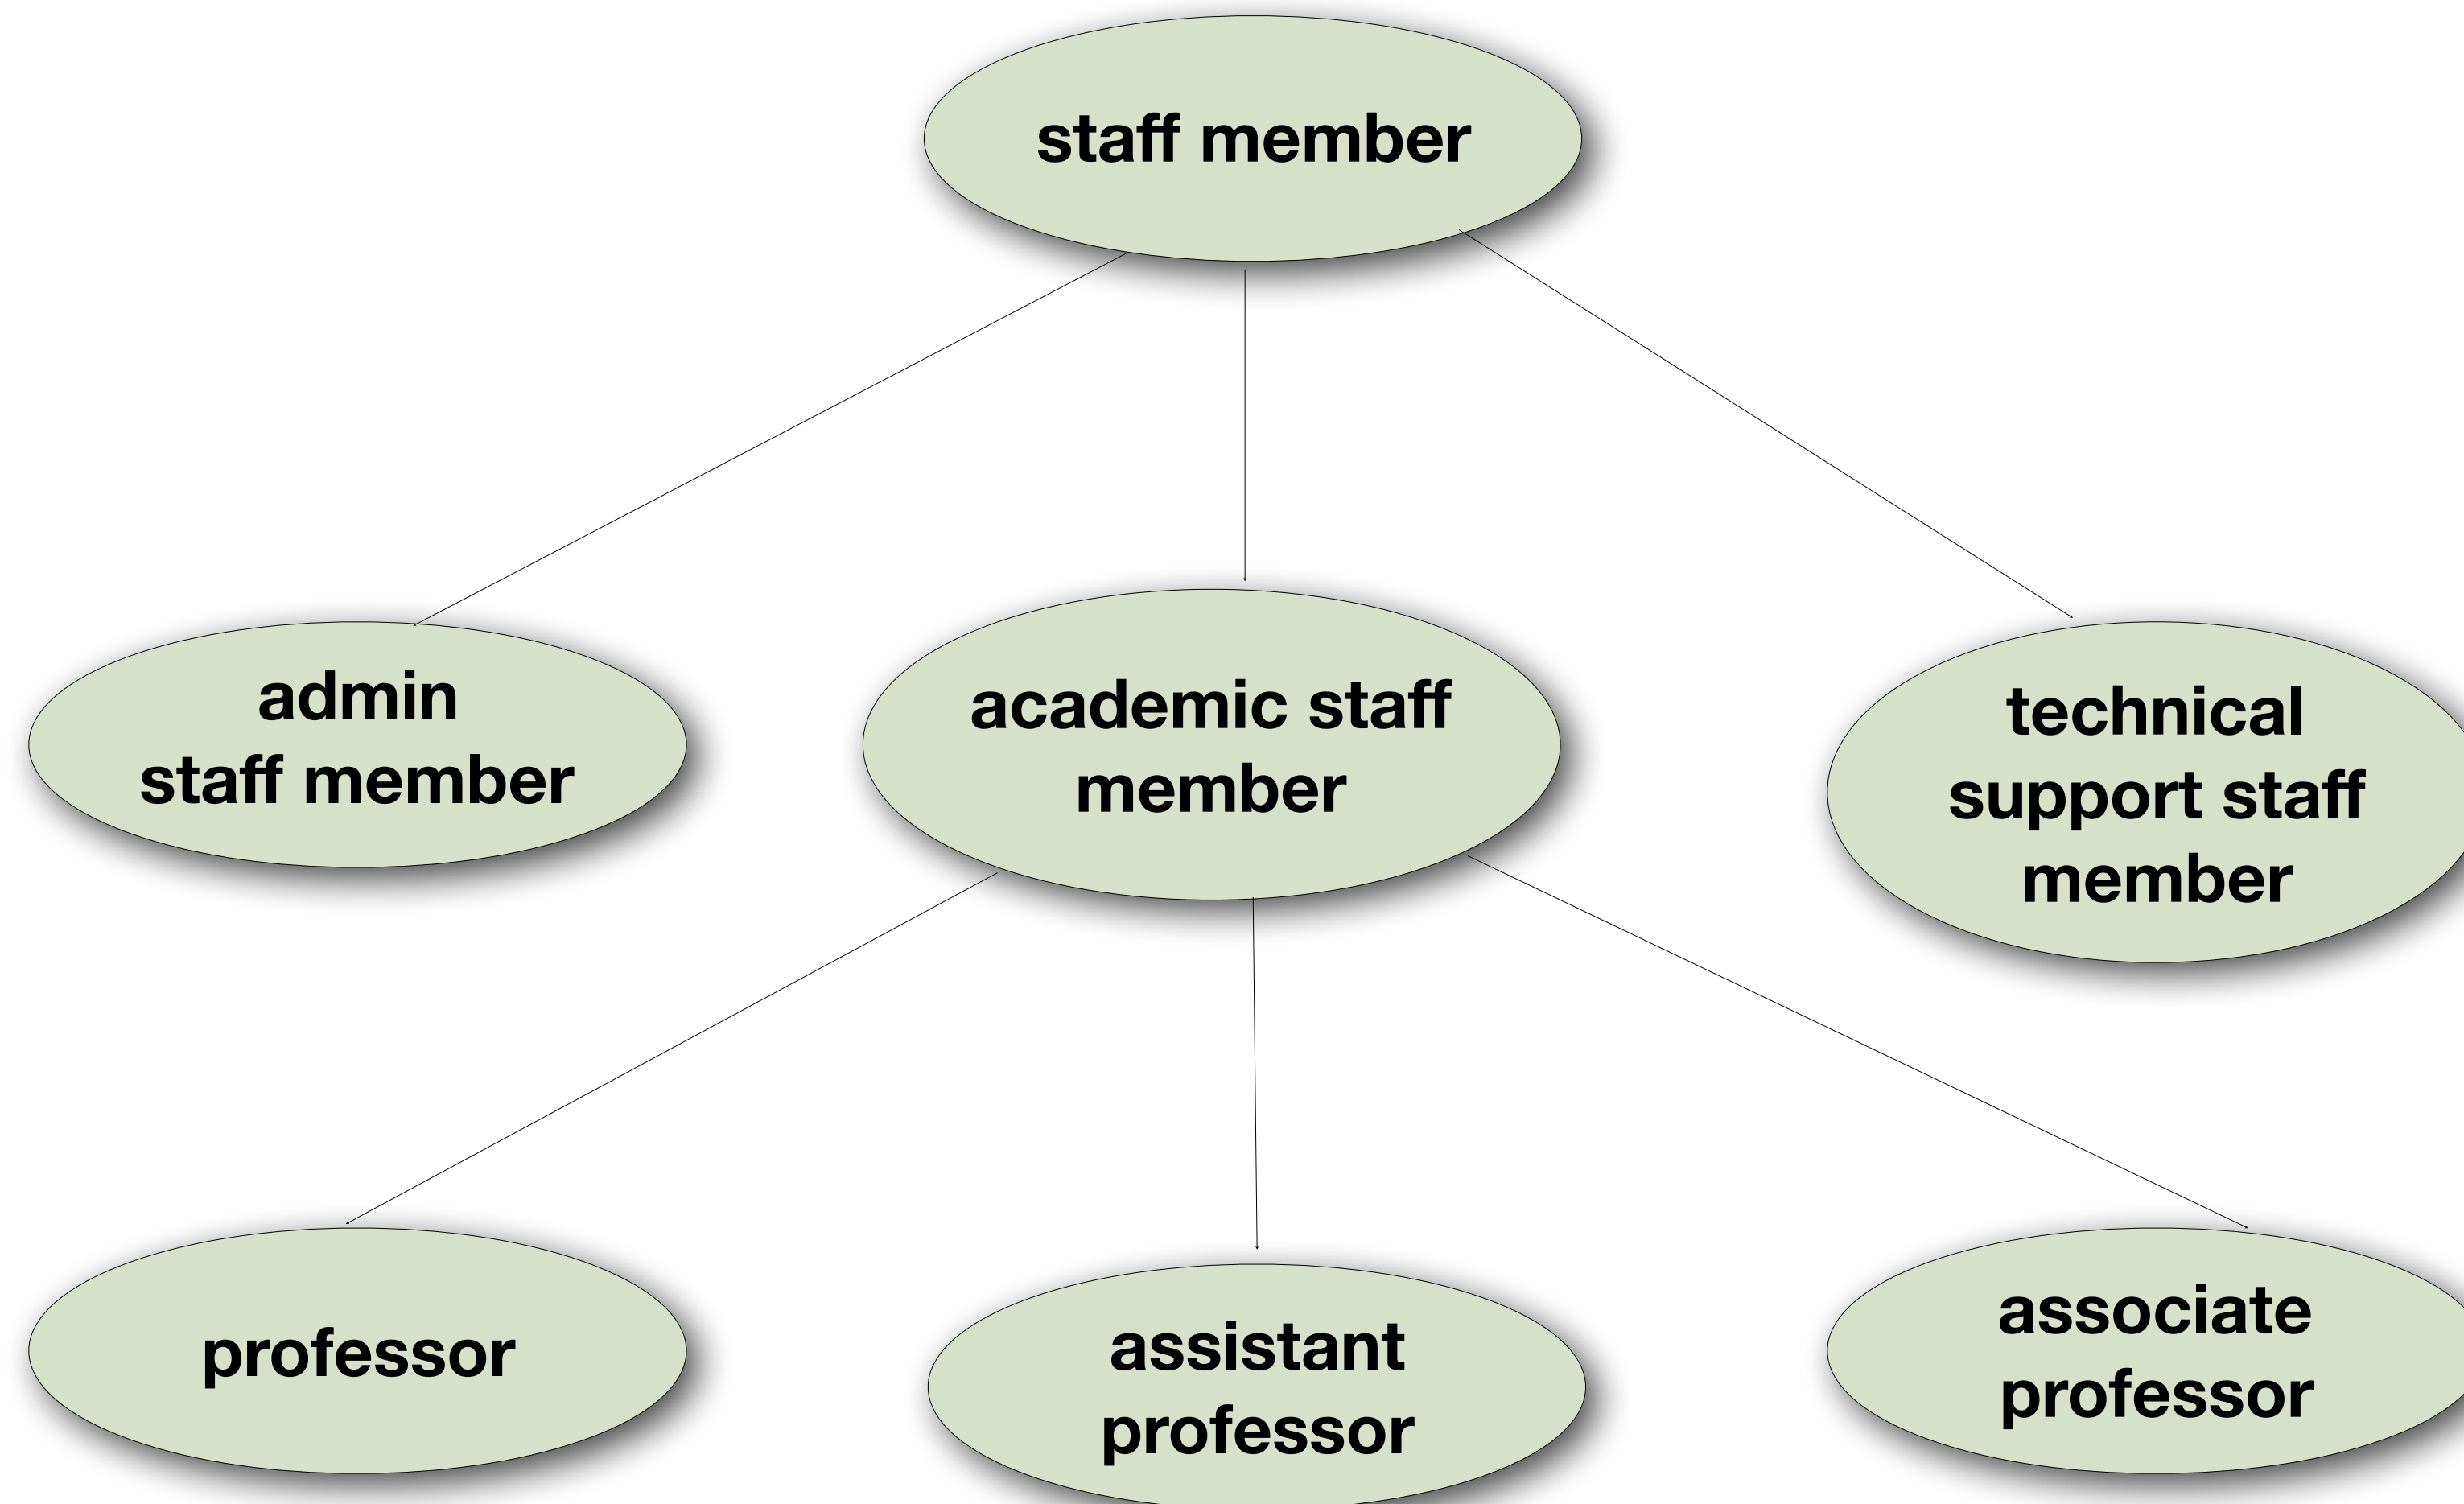 staff member
admin
staff member
academic staff
member
technical
support staff
member
professor
assistant
professor
associate
professor